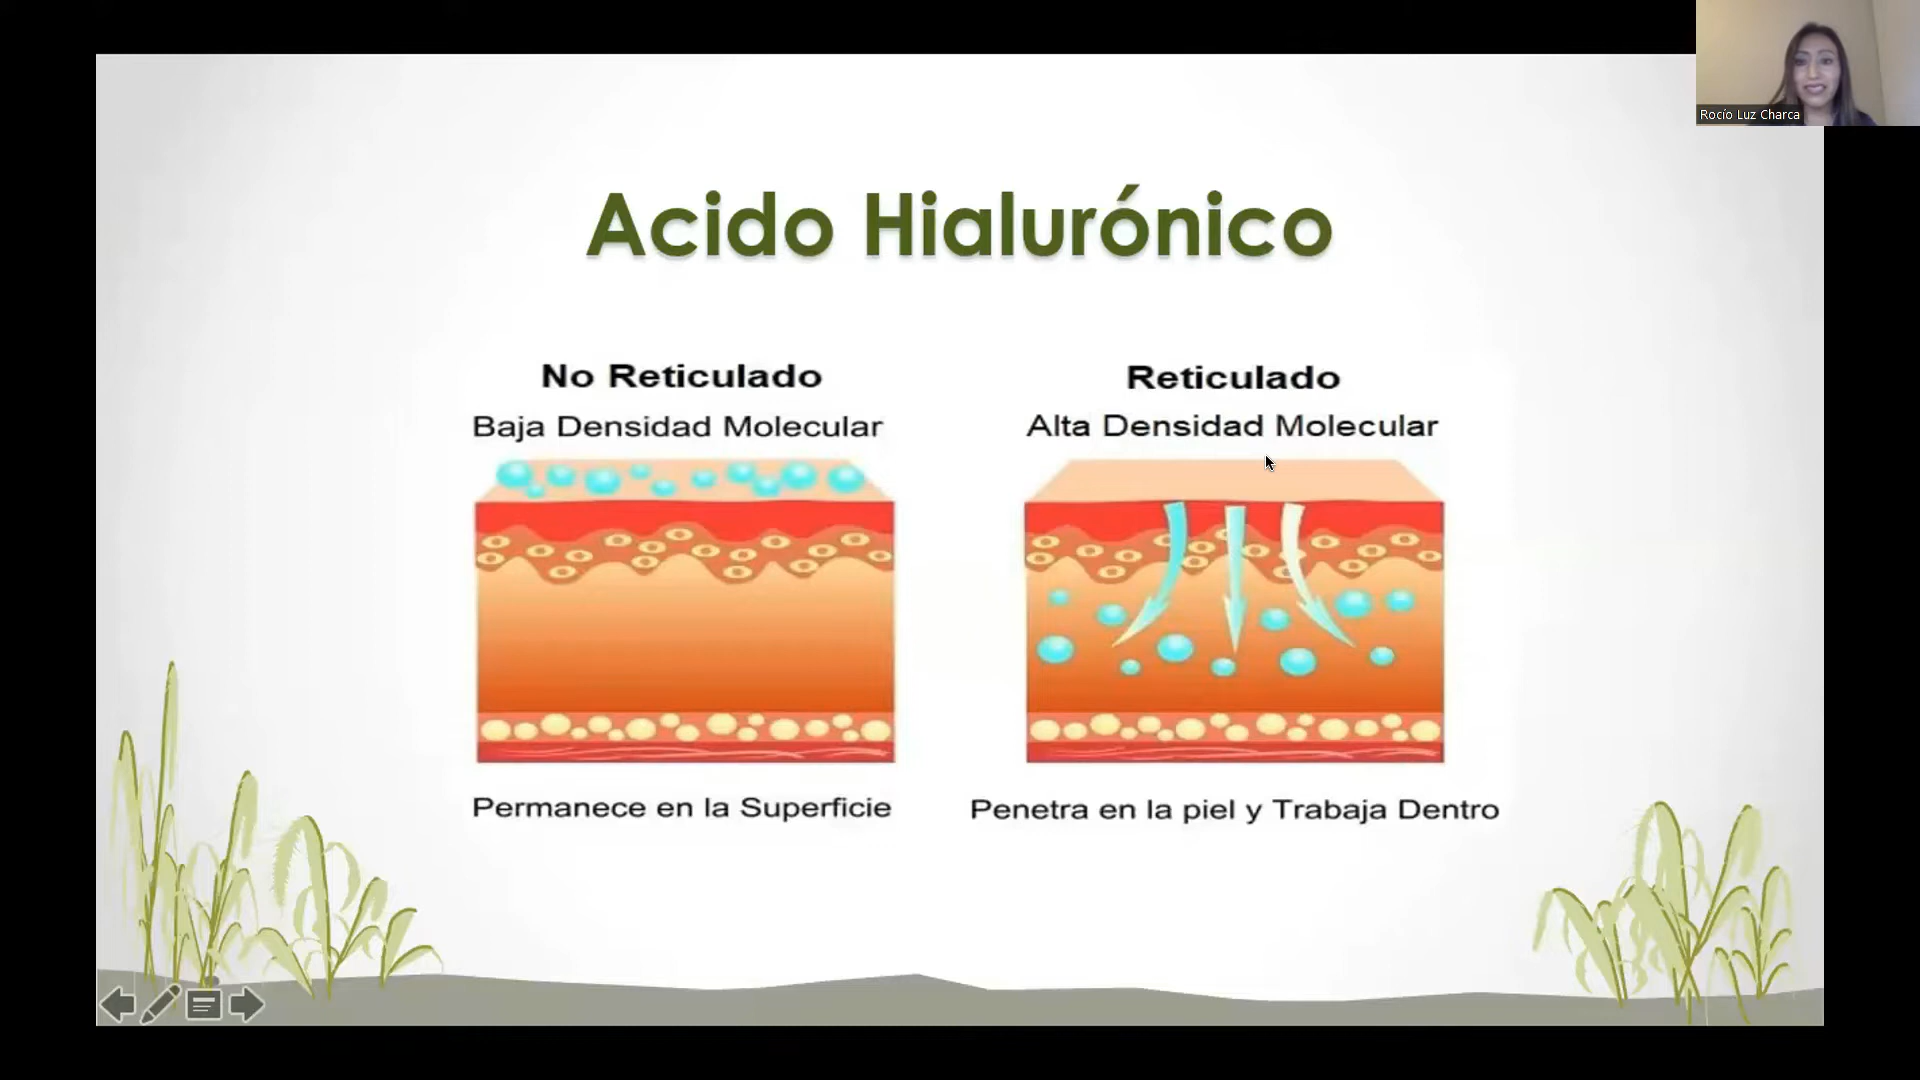 Rocío Luz Charca
Acido Hialurónico
No Reticulado
Baja Densidad Molecular
Permanece en la Superficie
Reticulado
Alta Densidad Molecular
Penetra en la piel y Trabaja Dentro